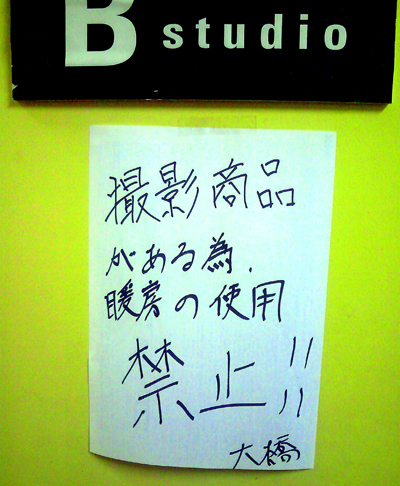 B studio
撮影商品
がある為、
暖房の使用
禁止!!
大橋